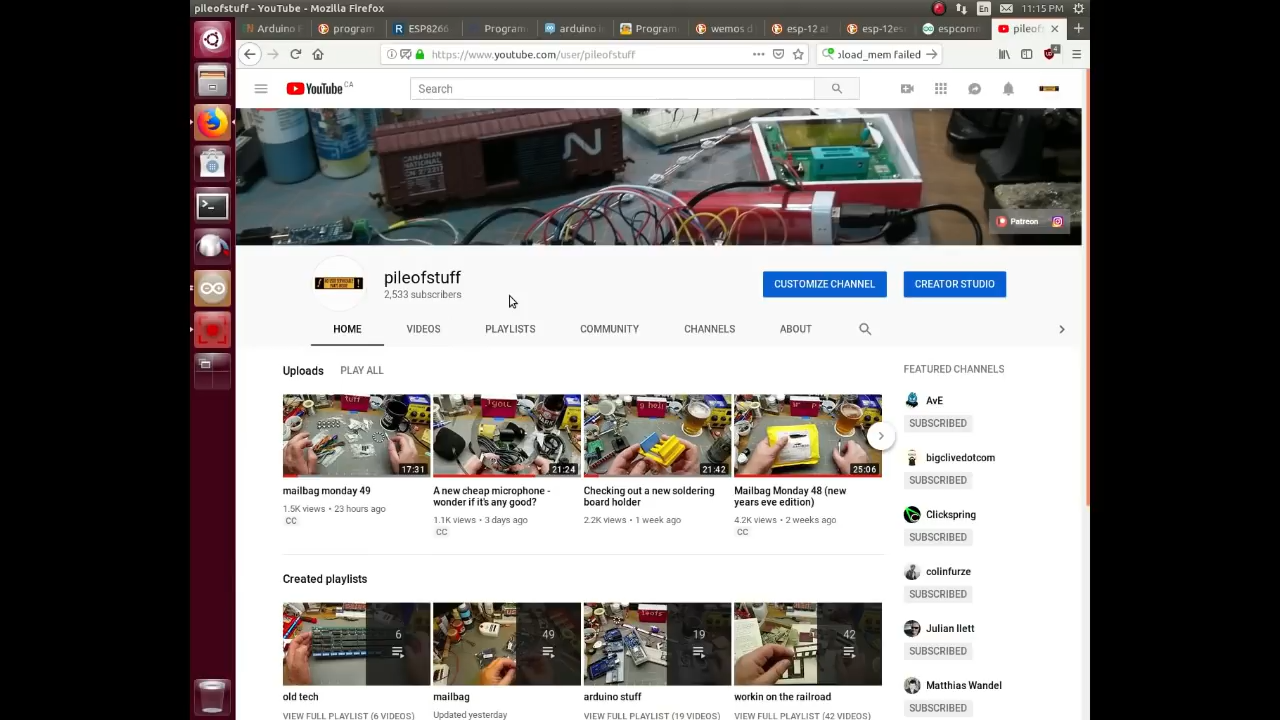 pileofstuff - YouTube - Mozilla Firefox
En
11:15 PM
Arduino
program
ESP8266
Program
arduino i
Program
wemos d
esp-12 a
esp-12e
espcomm
pileof
https://www.youtube.com/user/pileofstuff
pload_mem failed
4
YouTube CA
Search
CANADIAN
NATIONAL
N
Patreon
pileofstuff
2,533 subscribers
CUSTOMIZE CHANNEL
CREATOR STUDIO
HOME
VIDEOS
PLAYLISTS
COMMUNITY
CHANNELS
ABOUT
Uploads
PLAY ALL
17:31
21:24
21:42
25:06
mailbag monday 49
1.5K views • 23 hours ago
CC
A new cheap microphone -
wonder if it's any good?
1.1K views • 3 days ago
CC
Checking out a new soldering
board holder
2.2K views • 1 week ago
Mailbag Monday 48 (new
years eve edition)
4.2K views • 2 weeks ago
CC
FEATURED CHANNELS
AvE
SUBSCRIBED
bigclivedotcom
SUBSCRIBED
Clickspring
SUBSCRIBED
colinfurze
SUBSCRIBED
Julian Ilett
SUBSCRIBED
Matthias Wandel
SUBSCRIBED
Created playlists
6
49
19
42
old tech
VIEW FULL PLAYLIST (6 VIDEOS)
mailbag
Updated yesterday
arduino stuff
VIEW FULL PLAYLIST (19 VIDEOS)
workin on the railroad
VIEW FULL PLAYLIST (42 VIDEOS)